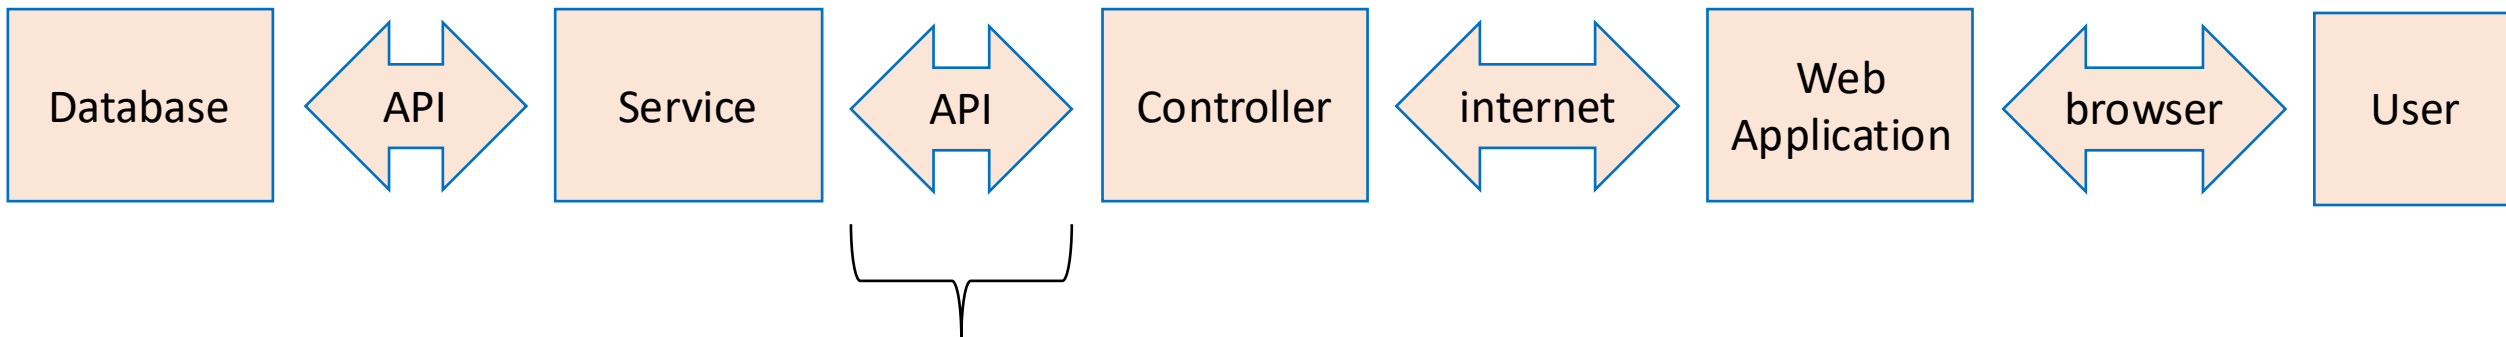 Database
API
Service
API
Controller
internet
Web
Application
browser
User